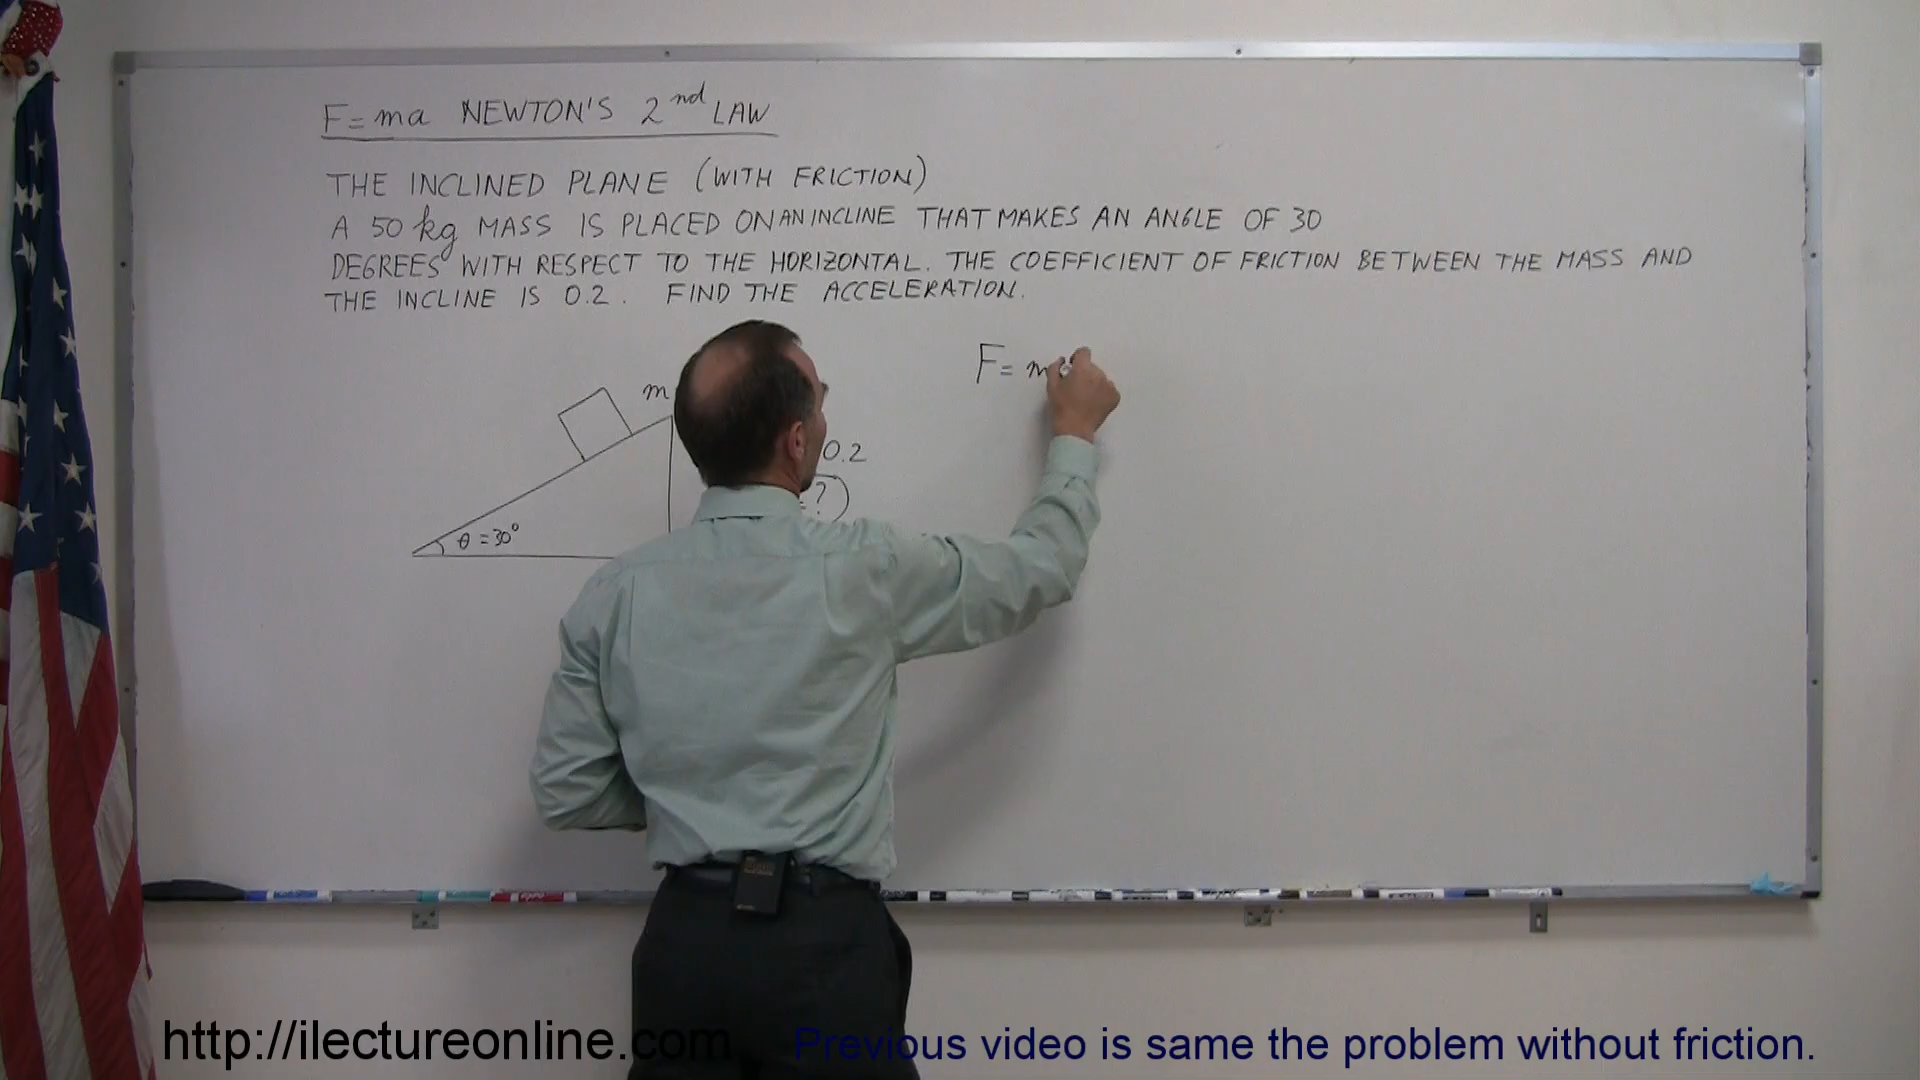 F = ma NEWTON'S 2nd LAW
THE INCLINED PLANE (WITH FRICTION)
A 50 kg MASS IS PLACED ON AN INCLINE THAT MAKES AN ANGLE OF 30
DEGREES WITH RESPECT TO THE HORIZONTAL. THE COEFFICIENT OF FRICTION BETWEEN THE MASS AND
THE INCLINE IS 0.2. FIND THE ACCELERATION.
F = m
m
0.2
= ?
θ = 30°
http://ilectureonline.com Previous video is same the problem without friction.